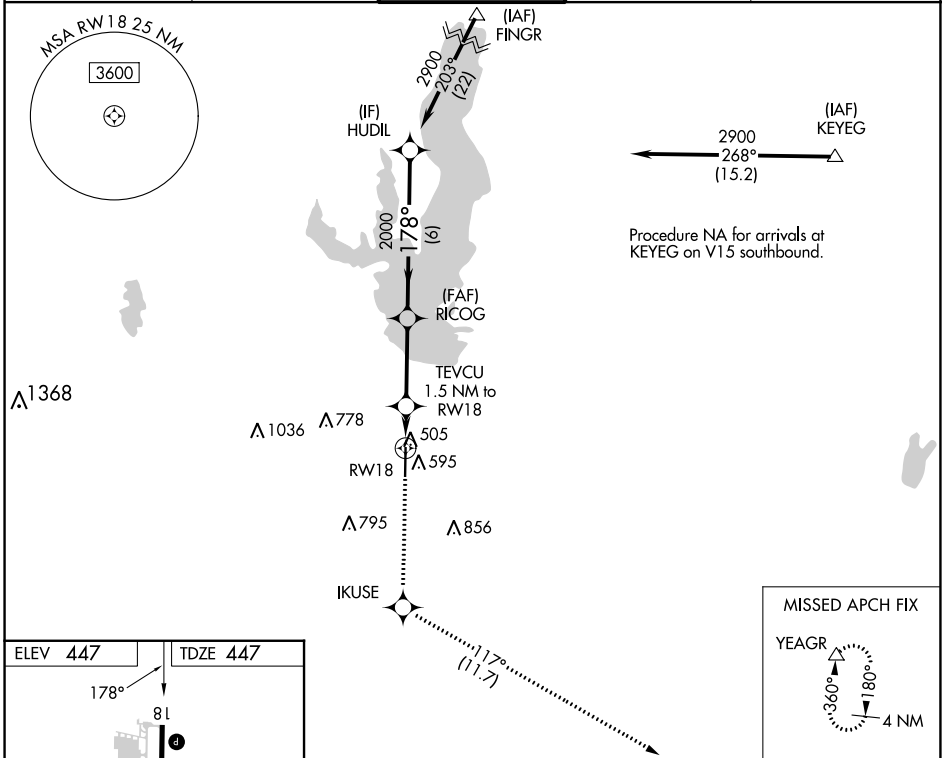 MSA RW18 25 NM
3600
(IAF)
FINGR
2900
203°
(22)
(IF)
HUDIL
(IAF)
KEYEG
2900
268°
(15.2)
2000
178°
(6)
Procedure NA for arrivals at
KEYEG on V15 southbound.
(FAF)
RICOG
TEVCU
1.5 NM to
RW18
1368
1036
778
505
RW18
595
795
856
IKUSE
117°
(11.7)
MISSED APCH FIX
YEAGR
360°
180°
4 NM
ELEV 447
TDZE 447
178°
18
P